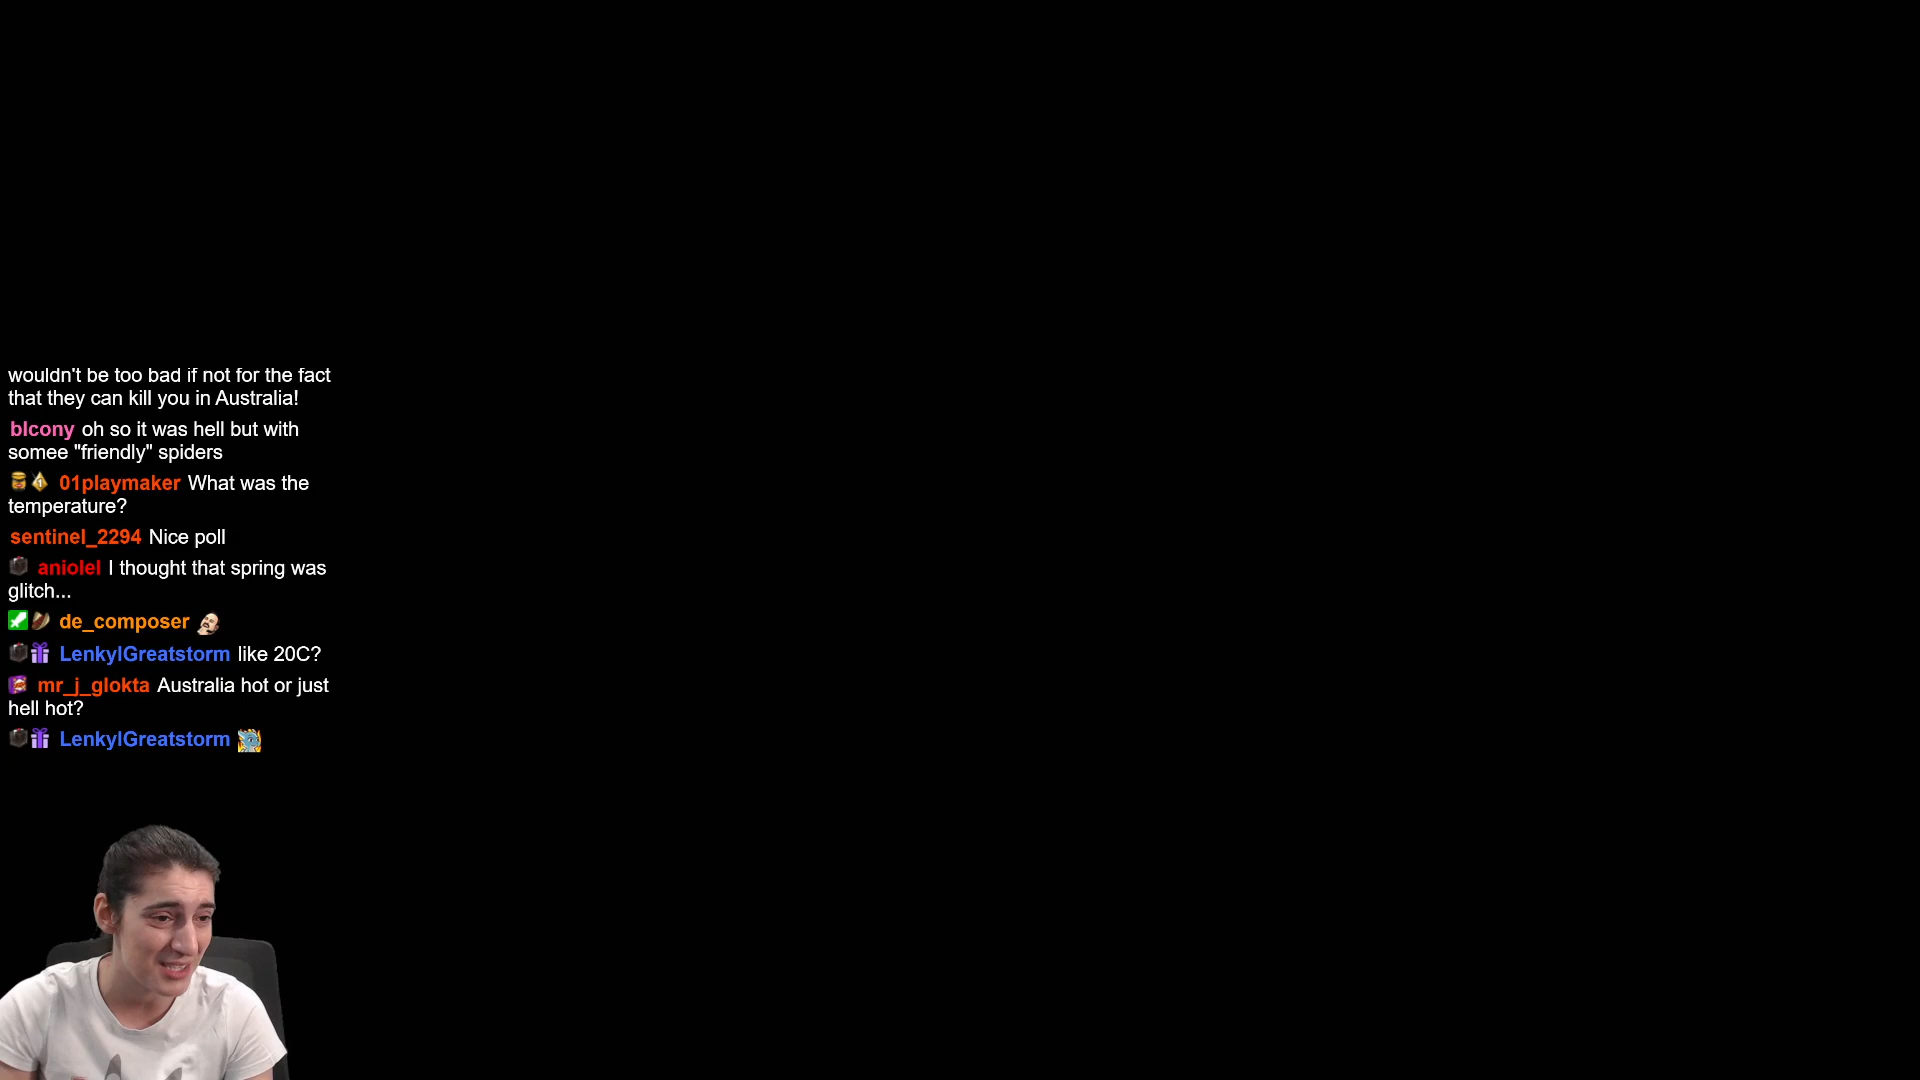 wouldn't be too bad if not for the fact
that they can kill you in Australia!
blcony oh so it was hell but with
somee "friendly" spiders
01playmaker What was the
temperature?
sentinel_2294 Nice poll
aniolel I thought that spring was
glitch...
de_composer
LenkylGreatstorm like 20C?
mr_j_glokta Australia hot or just
hell hot?
LenkylGreatstorm